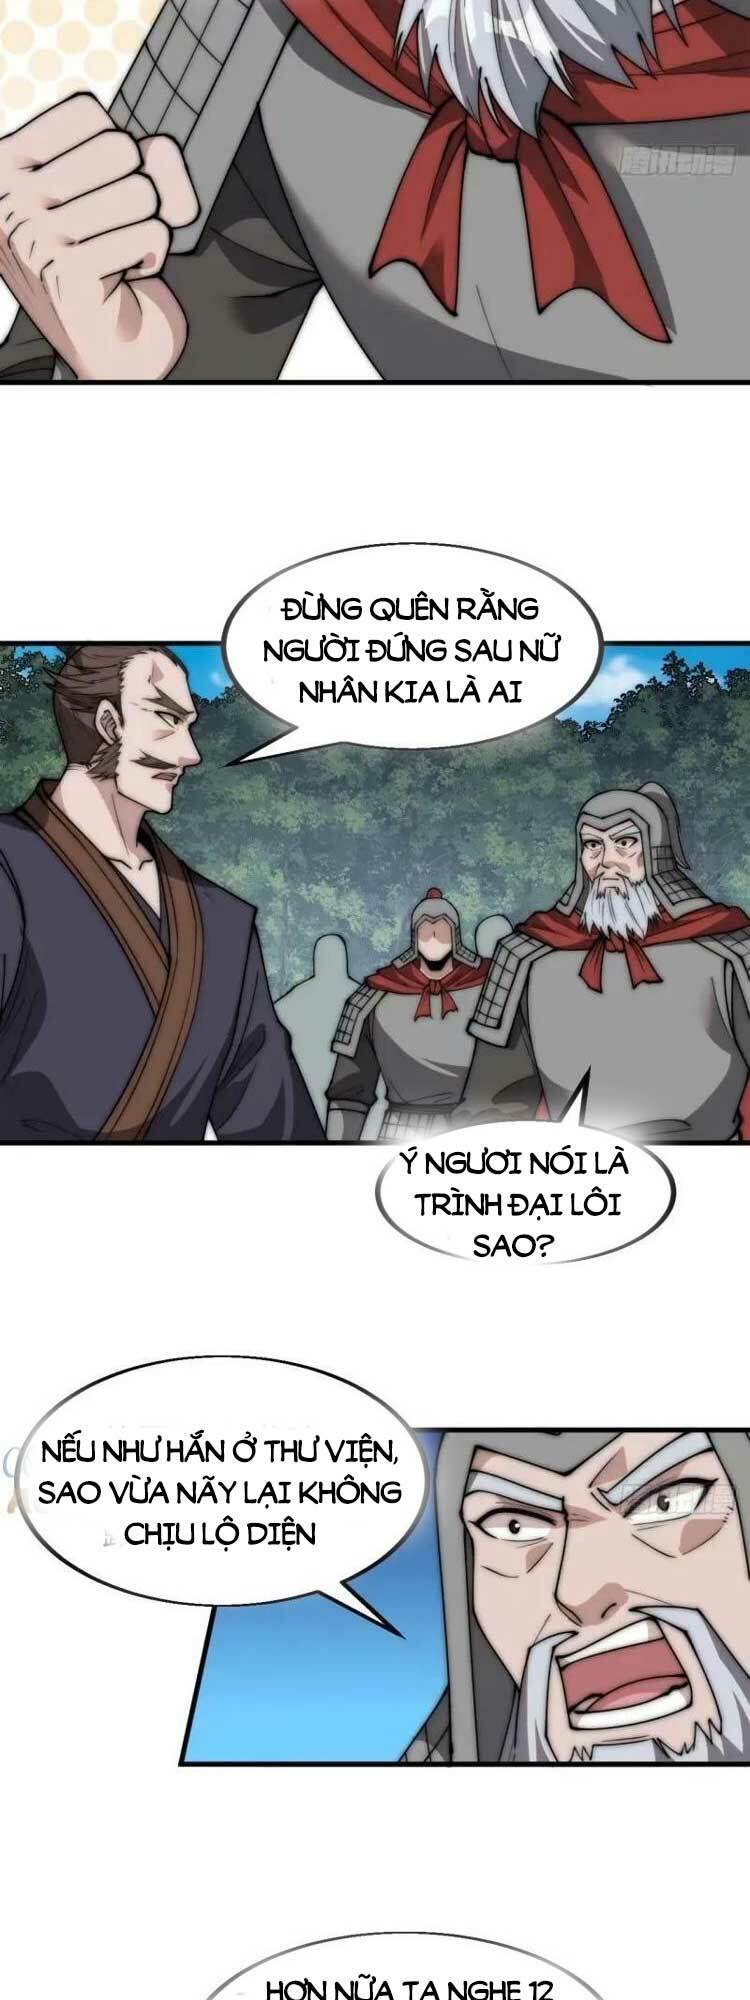 ĐỪNG QUÊN RẰNG
NGƯỜI ĐỨNG SAU NỮ
NHÂN KIA LÀ AI
Ý NGƯƠI NÓI LÀ
TRÌNH ĐẠI LÔI
SAO?
NẾU NHƯ HẮN Ở THƯ VIỆN,
SAO VỪA NÃY LẠI KHÔNG
CHỊU LỘ DIỆN
HƠN NỮA TA NGHE 12